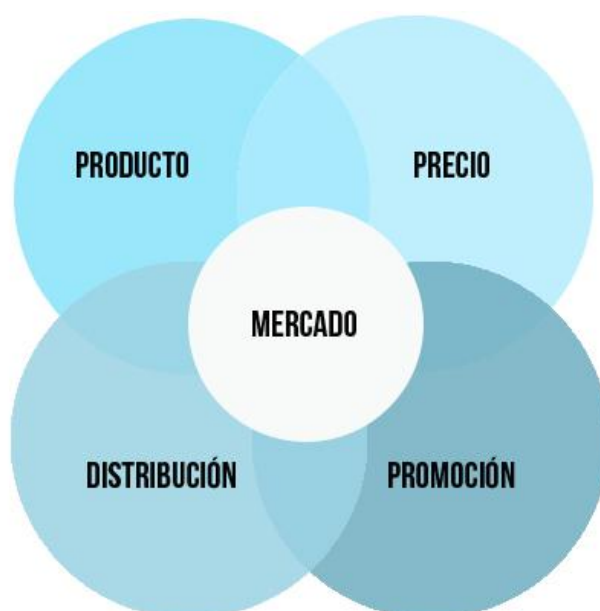 PRODUCTO
PRECIO
MERCADO
DISTRIBUCIÓN
PROMOCIÓN